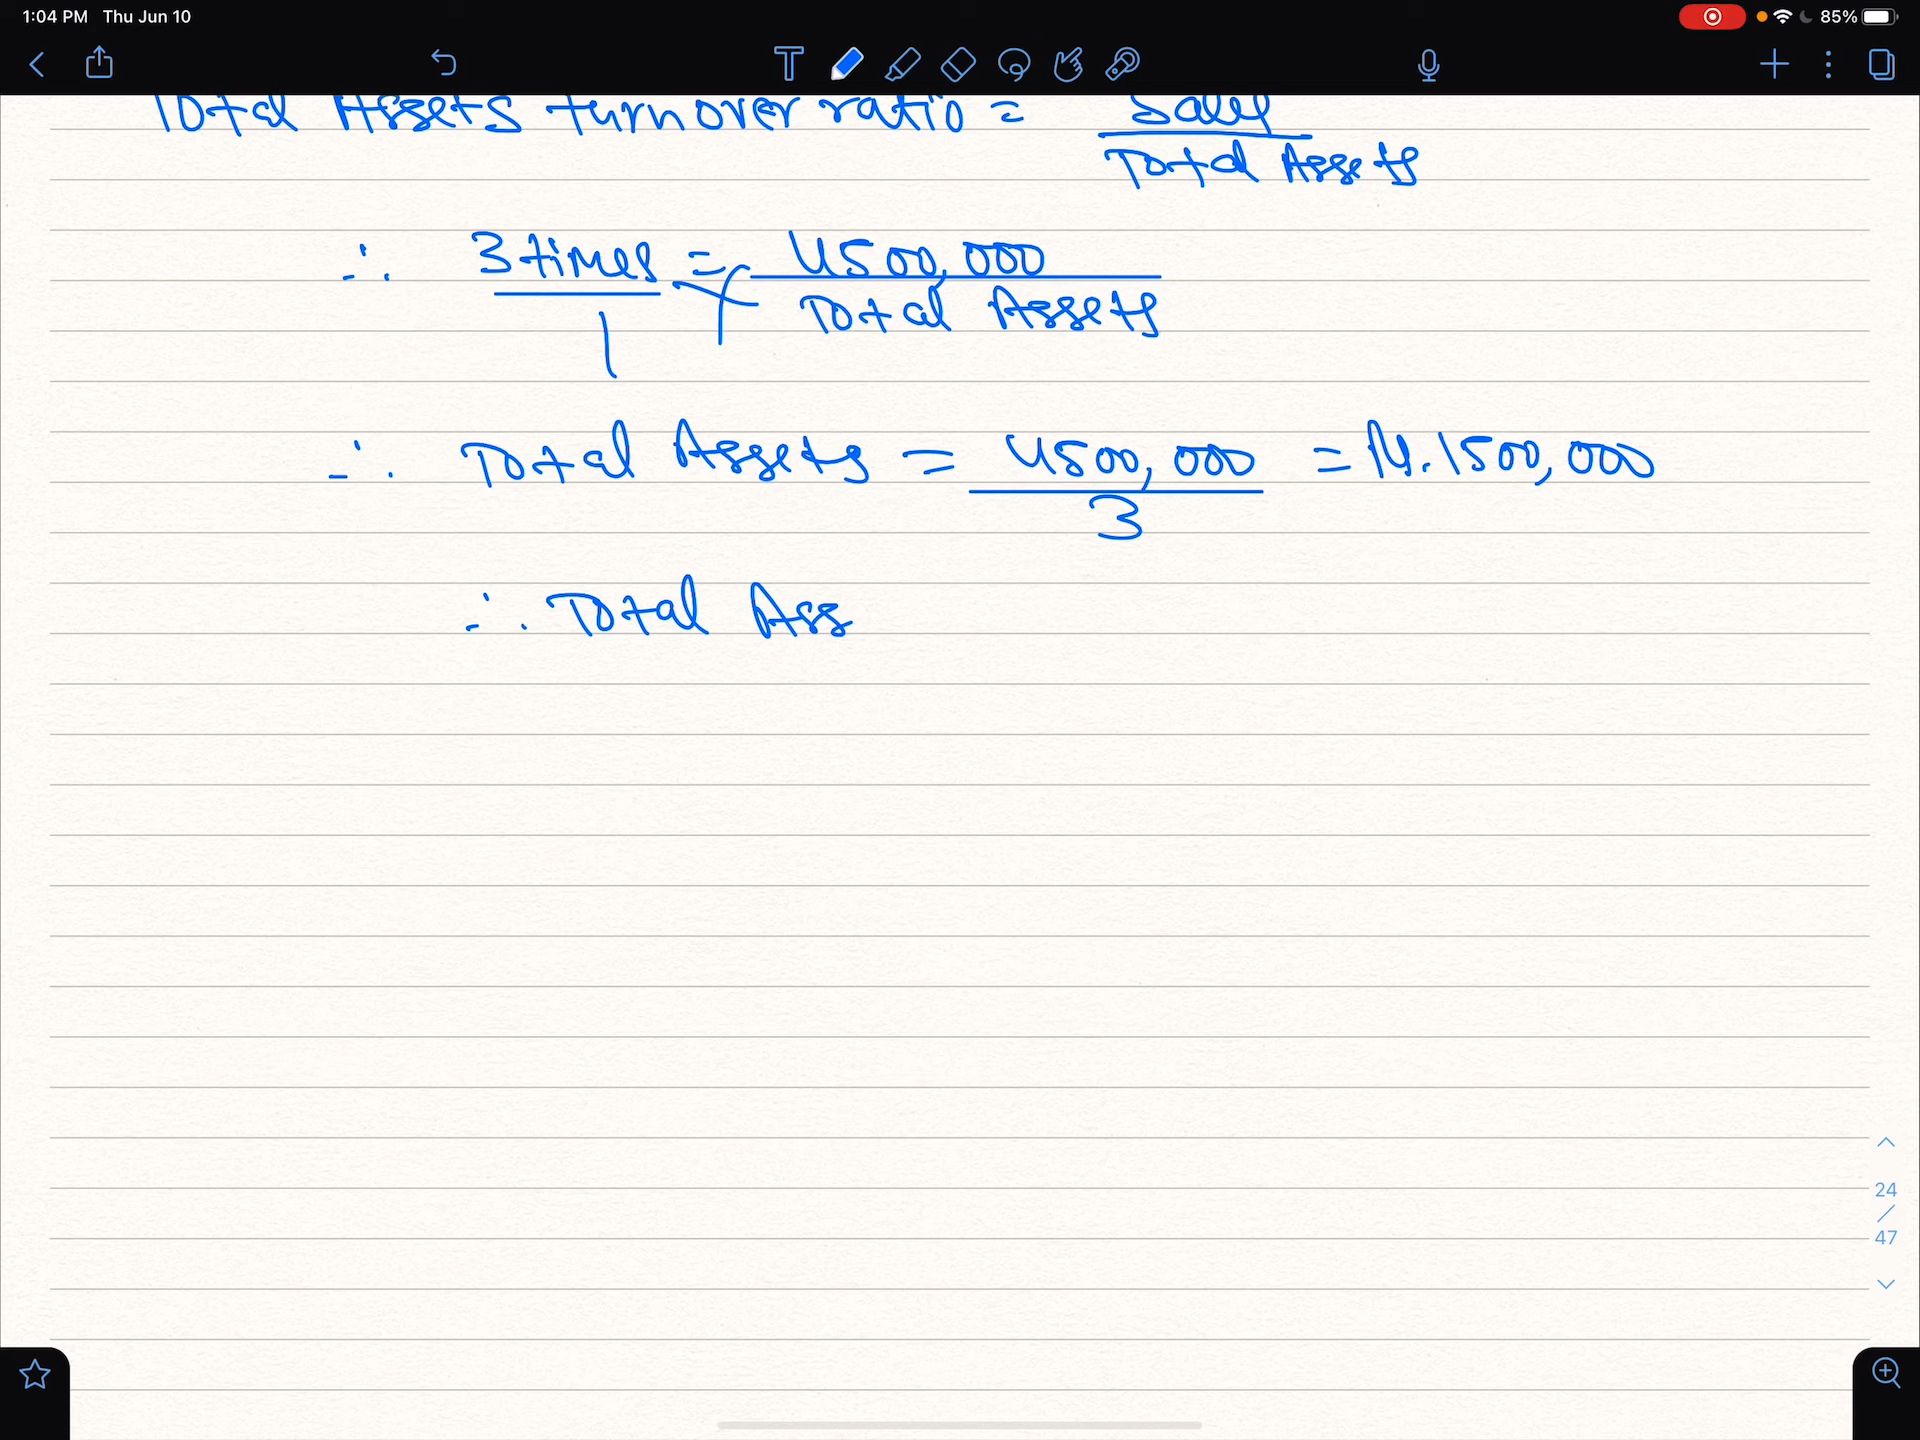 1:04 PM Thu Jun 10 85%
Total Assets turnover ratio = Sales
Total Assets
∴ 3 times = 4500,000
1 Total Assets
∴ Total Assets = 4500,000 = Rs. 1500,000
3
∴ Total Ass
24
/
47